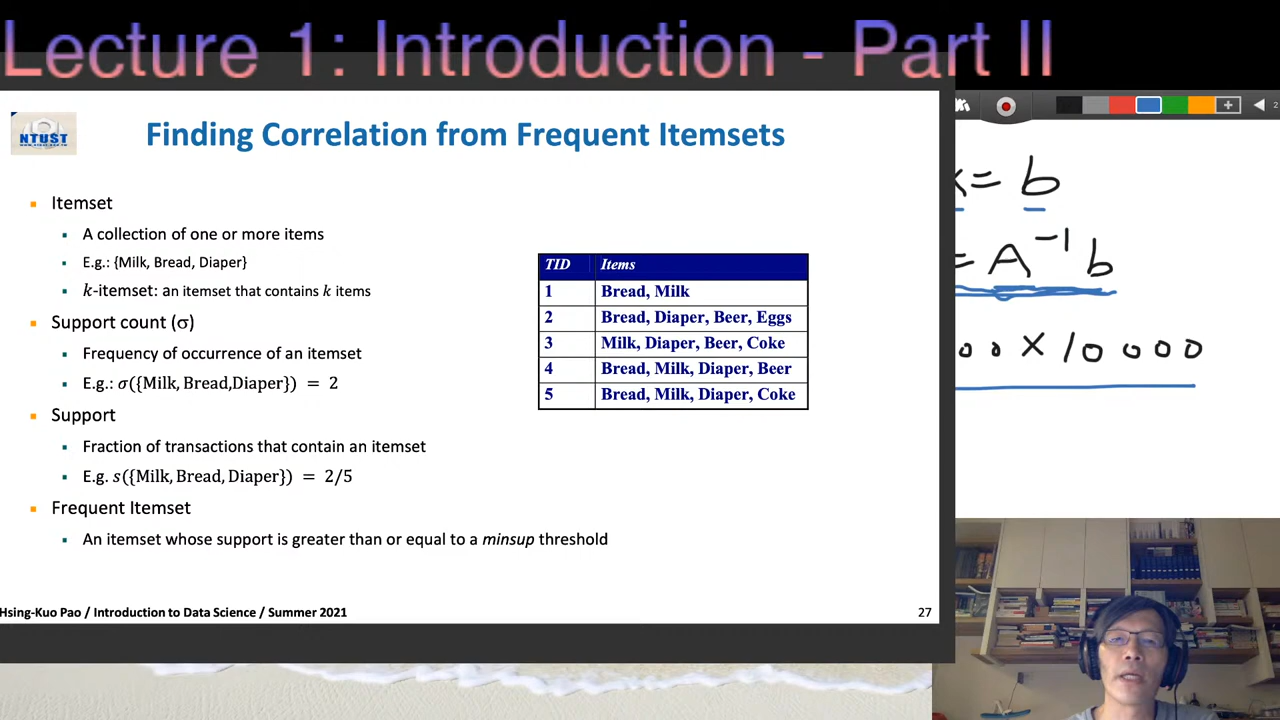 Lecture 1: Introduction - Part II
NTUST
Finding Correlation from Frequent Itemsets
Itemset
A collection of one or more items
E.g.: {Milk, Bread, Diaper}
k-itemset: an itemset that contains k items
Support count (σ)
Frequency of occurrence of an itemset
E.g.: σ({Milk, Bread,Diaper}) = 2
Support
Fraction of transactions that contain an itemset
E.g. s({Milk, Bread, Diaper}) = 2/5
Frequent Itemset
An itemset whose support is greater than or equal to a minsup threshold
TID Items
1 Bread, Milk
2 Bread, Diaper, Beer, Eggs
3 Milk, Diaper, Beer, Coke
4 Bread, Milk, Diaper, Beer
5 Bread, Milk, Diaper, Coke
Hsing-Kuo Pao / Introduction to Data Science / Summer 2021
27
2
= b
= A⁻¹ b
00 × 10000